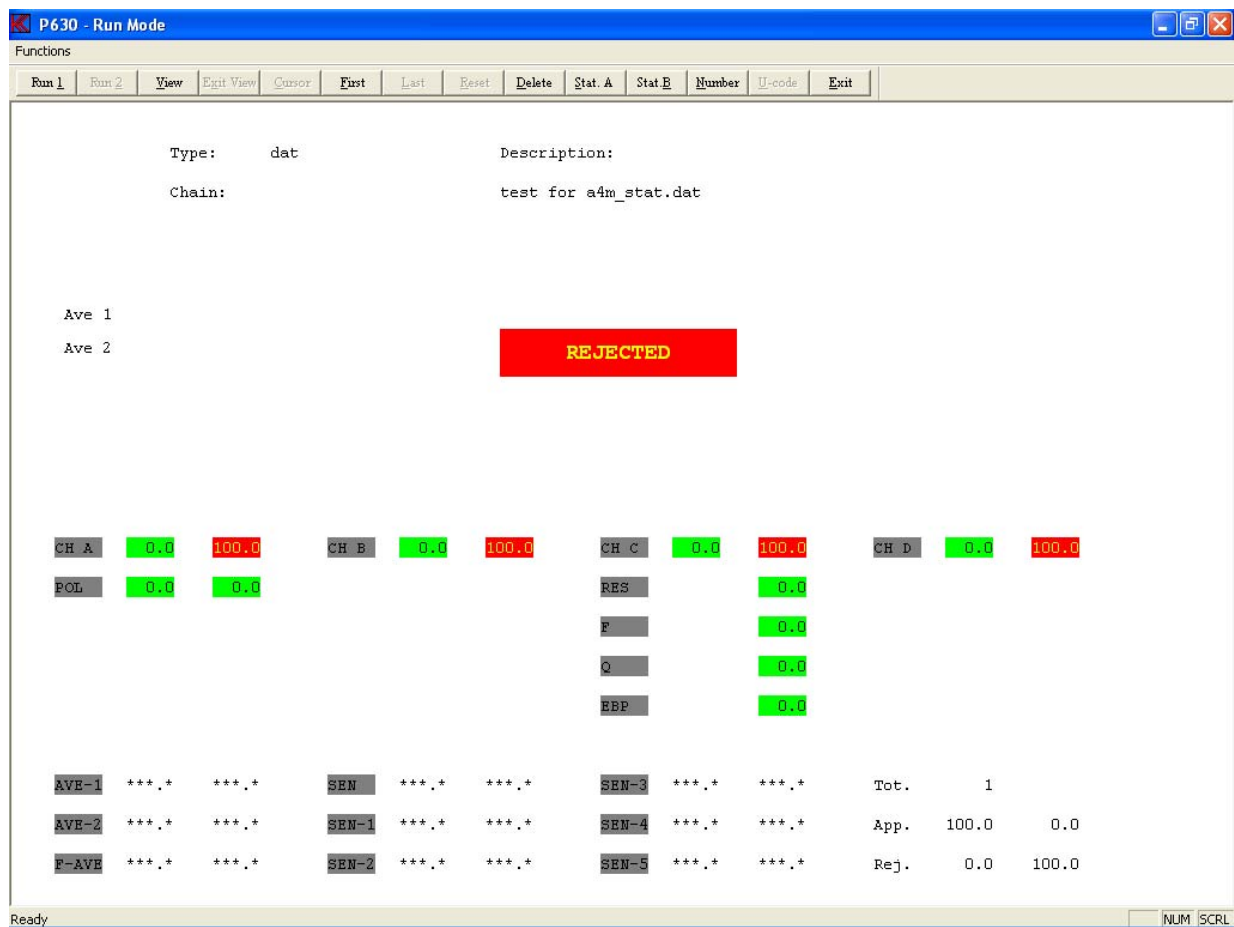 P630 - Run Mode
Functions
Run 1 Run 2 View Exit View Cursor First Last Reset Delete Stat. A Stat.B Number U-code Exit
Type: dat Description:
Chain: test for a4m_stat.dat
Ave 1
Ave 2
REJECTED
CH A 0.0 100.0 CH B 0.0 100.0 CH C 0.0 100.0 CH D 0.0 100.0
POL 0.0 0.0 RES 0.0
F 0.0
Q 0.0
EBP 0.0
AVE-1 ***.* ***.* SEN ***.* ***.* SEN-3 ***.* ***.* Tot. 1
AVE-2 ***.* ***.* SEN-1 ***.* ***.* SEN-4 ***.* ***.* App. 100.0 0.0
F-AVE ***.* ***.* SEN-2 ***.* ***.* SEN-5 ***.* ***.* Rej. 0.0 100.0
Ready NUM SCRL